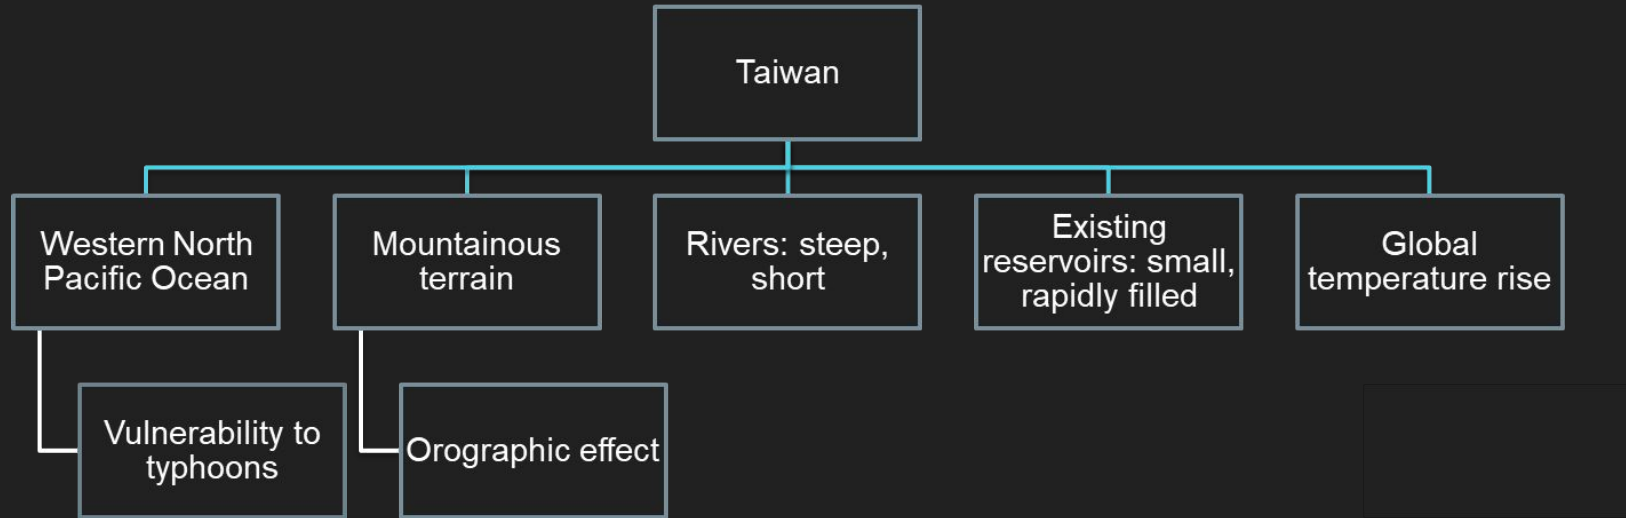 Taiwan
Western North
Pacific Ocean
Mountainous
terrain
Rivers: steep,
short
Existing
reservoirs: small,
rapidly filled
Global
temperature rise
Vulnerability to
typhoons
Orographic effect